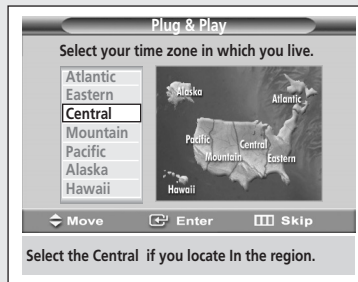 Plug & Play
Select your time zone in which you live.
Atlantic
Eastern
Central
Mountain
Pacific
Alaska
Hawaii
Alaska
Atlantic
Pacific
Central
Mountain
Eastern
Hawaii
Move Enter Skip
Select the Central if you locate In the region.